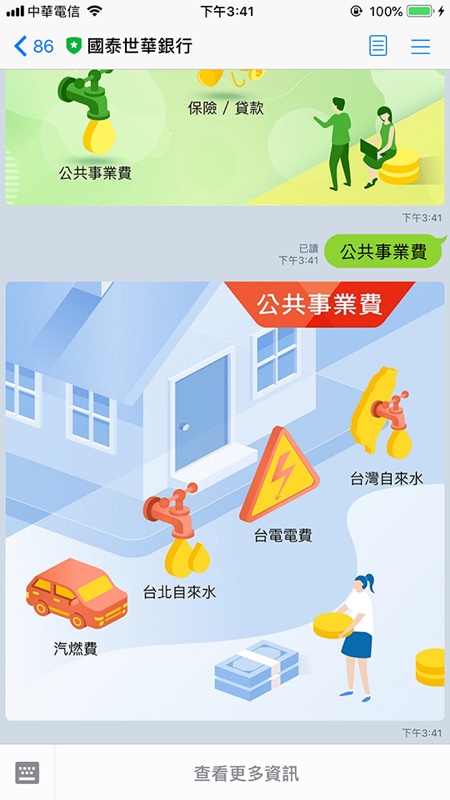 中華電信
下午3:41
100%
86
國泰世華銀行
保險 / 貸款
公共事業費
下午3:41
已讀
下午3:41
公共事業費
公共事業費
台灣自來水
台電電費
台北自來水
汽燃費
下午3:41
查看更多資訊